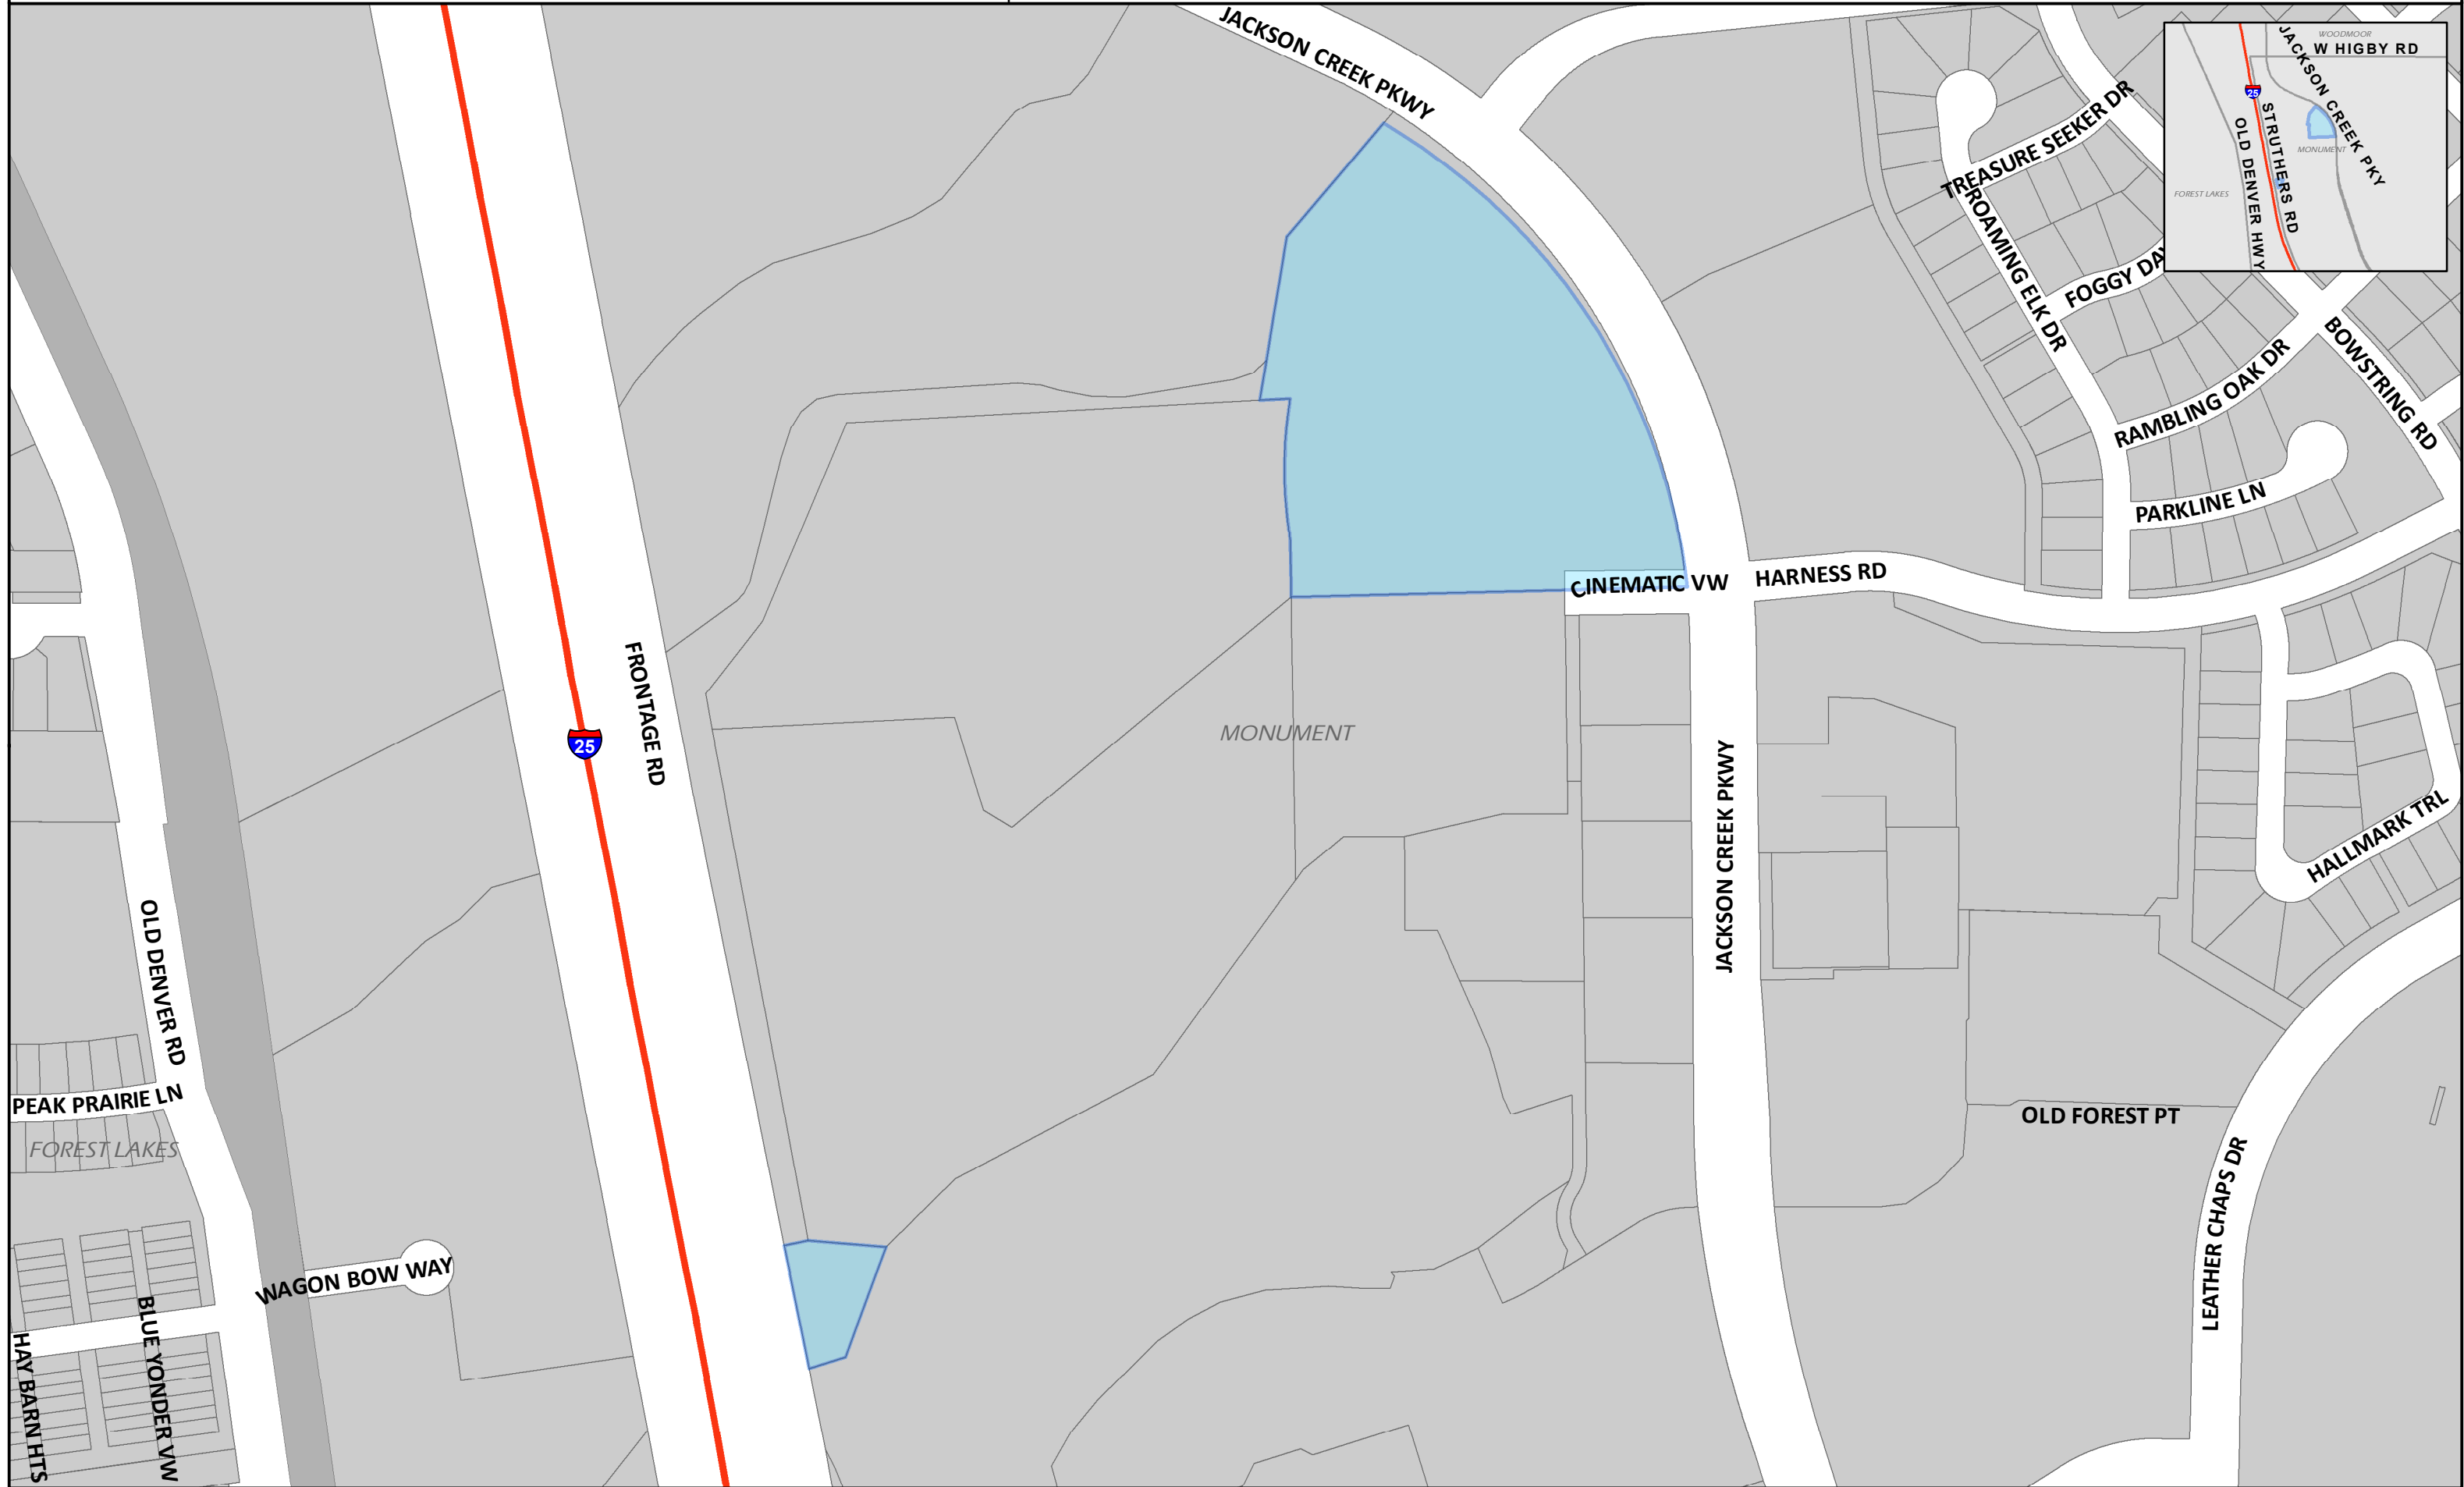 JACKSON CREEK PKWY
TREASURE SEEKER DR
ROAMING ELK DR
FOGGY DA
RAMBLING OAK DR
BOWSTRING RD
PARKLINE LN
CINEMATIC VW
HARNESS RD
FRONTAGE RD
25
MONUMENT
JACKSON CREEK PKWY
HALLMARK TRL
OLD DENVER RD
PEAK PRAIRIE LN
FOREST LAKES
OLD FOREST PT
LEATHER CHAPS DR
WAGON BOW WAY
BLUE YONDER VW
HAY BARN HTS
WOODMOOR
W HIGBY RD
JACKSON CREEK PKY
25
STRUTHERS RD
OLD DENVER HWY
MONUMENT
FOREST LAKES